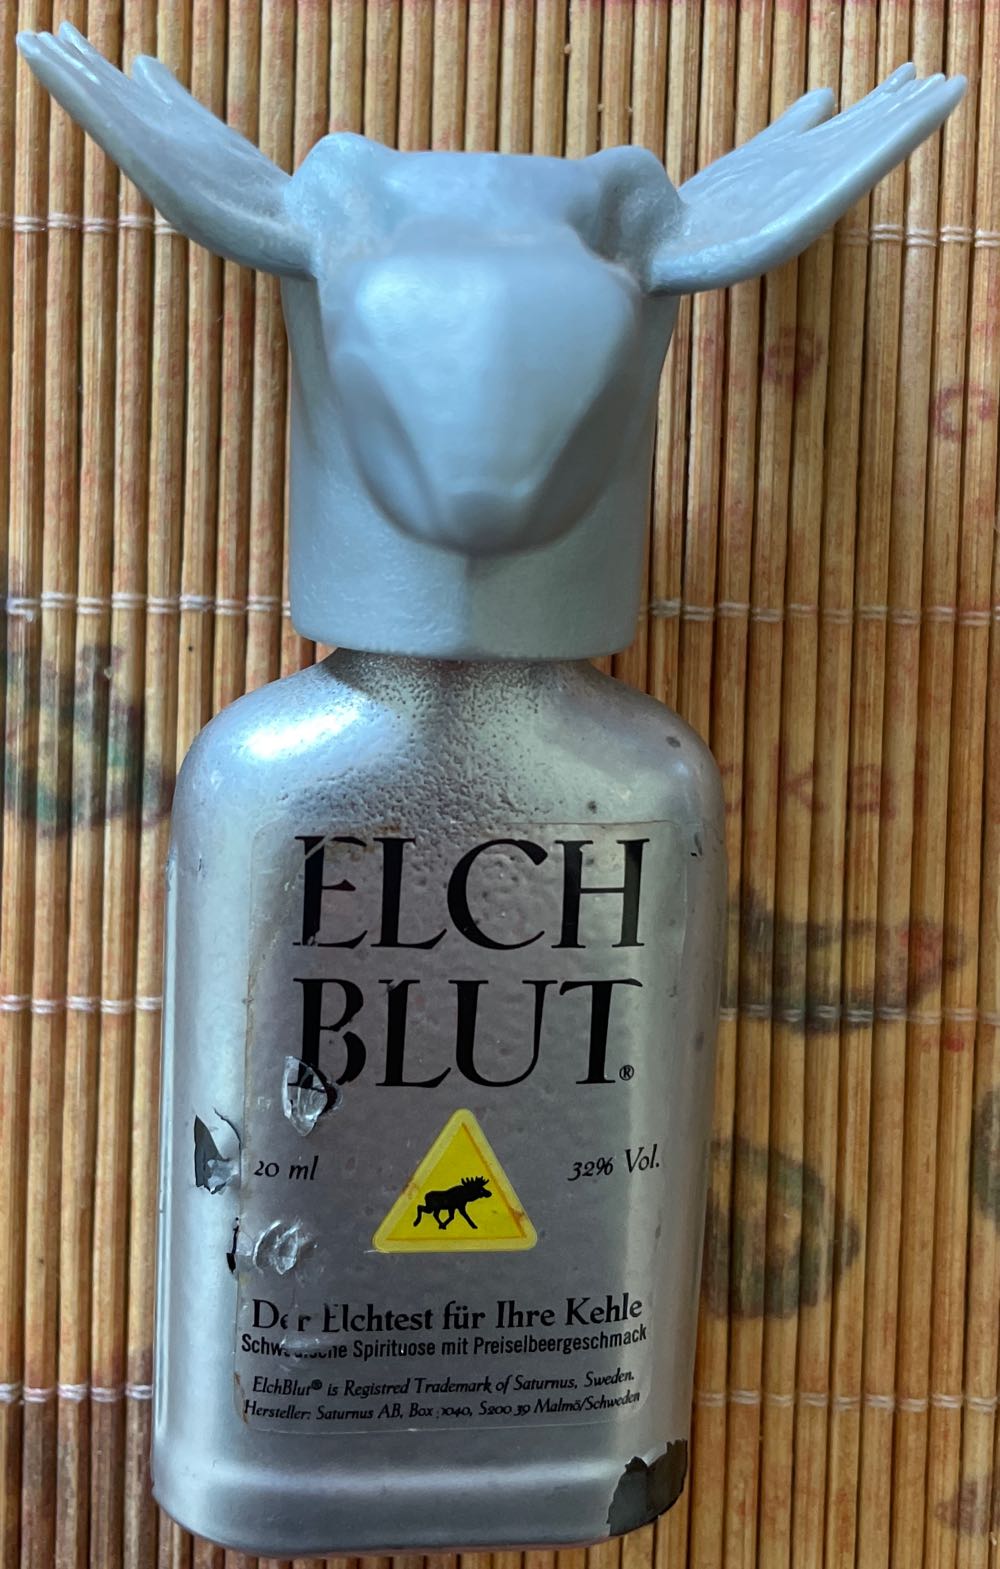 ELCH
BLUT®
20 ml
32% Vol.
Der Elchtest für Ihre Kehle
Spirituose mit Preiselbeergeschmack
ElchBlut® is Registred Trademark of Saturnus, Sweden.
Hersteller: Saturnus AB, Box S200 39 Malmö/Schweden